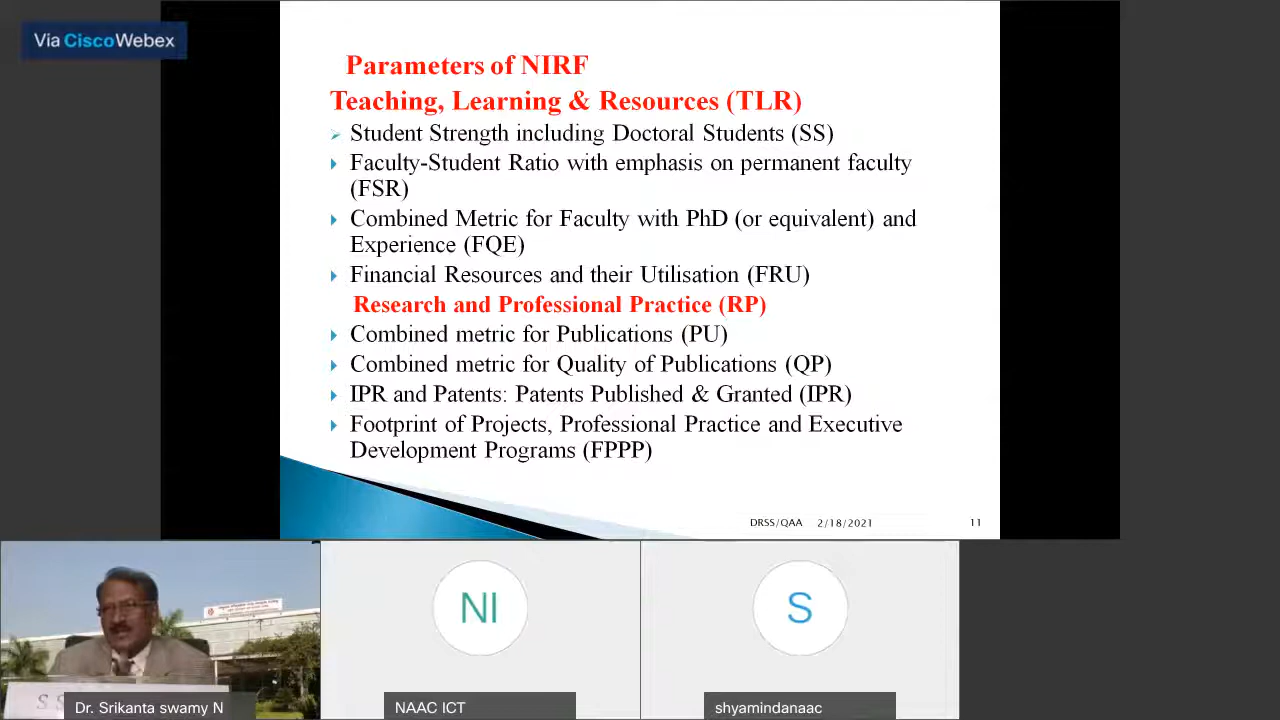 Via CiscoWebex
Parameters of NIRF
Teaching, Learning & Resources (TLR)
Student Strength including Doctoral Students (SS)
Faculty-Student Ratio with emphasis on permanent faculty
(FSR)
Combined Metric for Faculty with PhD (or equivalent) and
Experience (FQE)
Financial Resources and their Utilisation (FRU)
Research and Professional Practice (RP)
Combined metric for Publications (PU)
Combined metric for Quality of Publications (QP)
IPR and Patents: Patents Published & Granted (IPR)
Footprint of Projects, Professional Practice and Executive
Development Programs (FPPP)
DRSS/QAA 2/18/2021 11
NI
S
S S
Dr. Srikanta swamy N
NAAC ICT
shyamindanaac